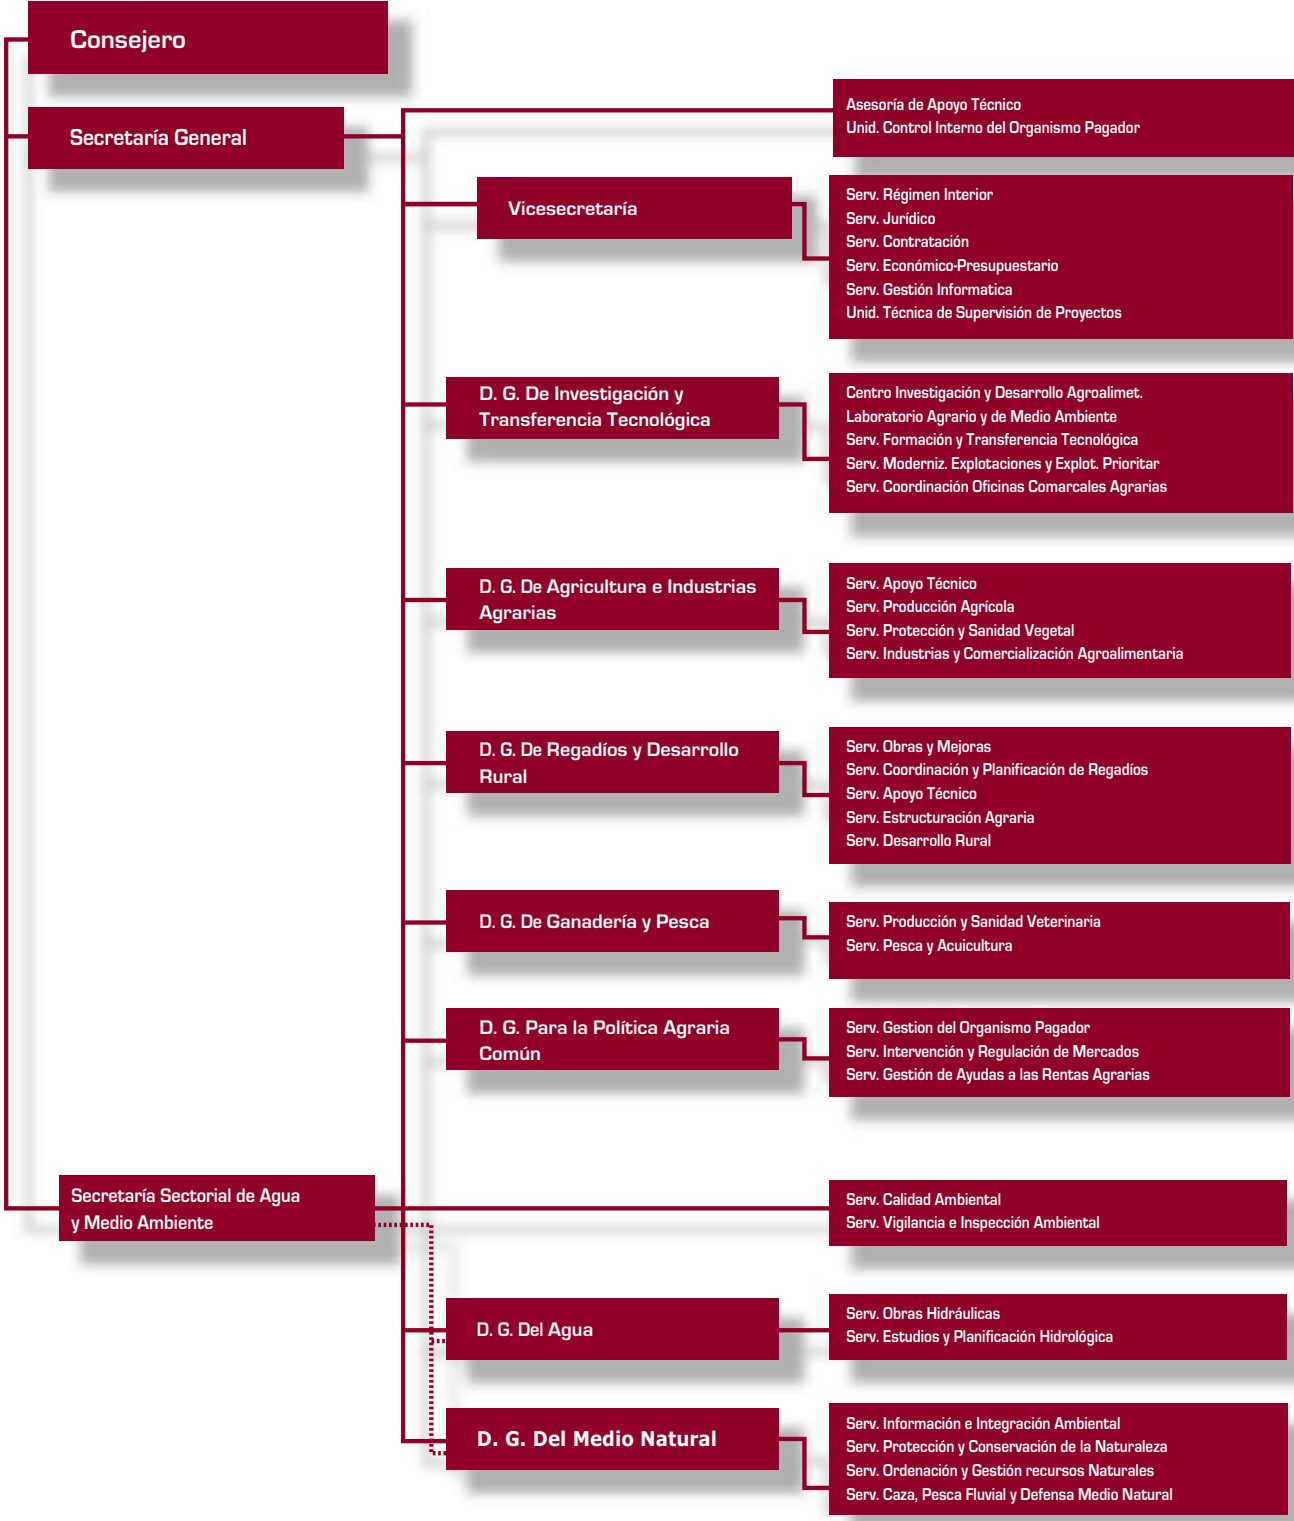 Consejero
Secretaría General
Asesoría de Apoyo Técnico
Unid. Control Interno del Organismo Pagador
Vicesecretaría
Serv. Régimen Interior
Serv. Jurídico
Serv. Contratación
Serv. Económico-Presupuestario
Serv. Gestión Informatica
Unid. Técnica de Supervisión de Proyectos
D. G. De Investigación y
Transferencia Tecnológica
Centro Investigación y Desarrollo Agroalimet.
Laboratorio Agrario y de Medio Ambiente
Serv. Formación y Transferencia Tecnológica
Serv. Moderniz. Explotaciones y Explot. Prioritar
Serv. Coordinación Oficinas Comarcales Agrarias
D. G. De Agricultura e Industrias
Agrarias
Serv. Apoyo Técnico
Serv. Producción Agrícola
Serv. Protección y Sanidad Vegetal
Serv. Industrias y Comercialización Agroalimentaria
D. G. De Regadíos y Desarrollo
Rural
Serv. Obras y Mejoras
Serv. Coordinación y Planificación de Regadíos
Serv. Apoyo Técnico
Serv. Estructuración Agraria
Serv. Desarrollo Rural
D. G. De Ganadería y Pesca
Serv. Producción y Sanidad Veterinaria
Serv. Pesca y Acuicultura
D. G. Para la Política Agraria
Común
Serv. Gestion del Organismo Pagador
Serv. Intervención y Regulación de Mercados
Serv. Gestión de Ayudas a las Rentas Agrarias
Secretaría Sectorial de Agua
y Medio Ambiente
Serv. Calidad Ambiental
Serv. Vigilancia e Inspección Ambiental
D. G. Del Agua
Serv. Obras Hidráulicas
Serv. Estudios y Planificación Hidrológica
D. G. Del Medio Natural
Serv. Información e Integración Ambiental
Serv. Protección y Conservación de la Naturaleza
Serv. Ordenación y Gestión recursos Naturales
Serv. Caza, Pesca Fluvial y Defensa Medio Natural